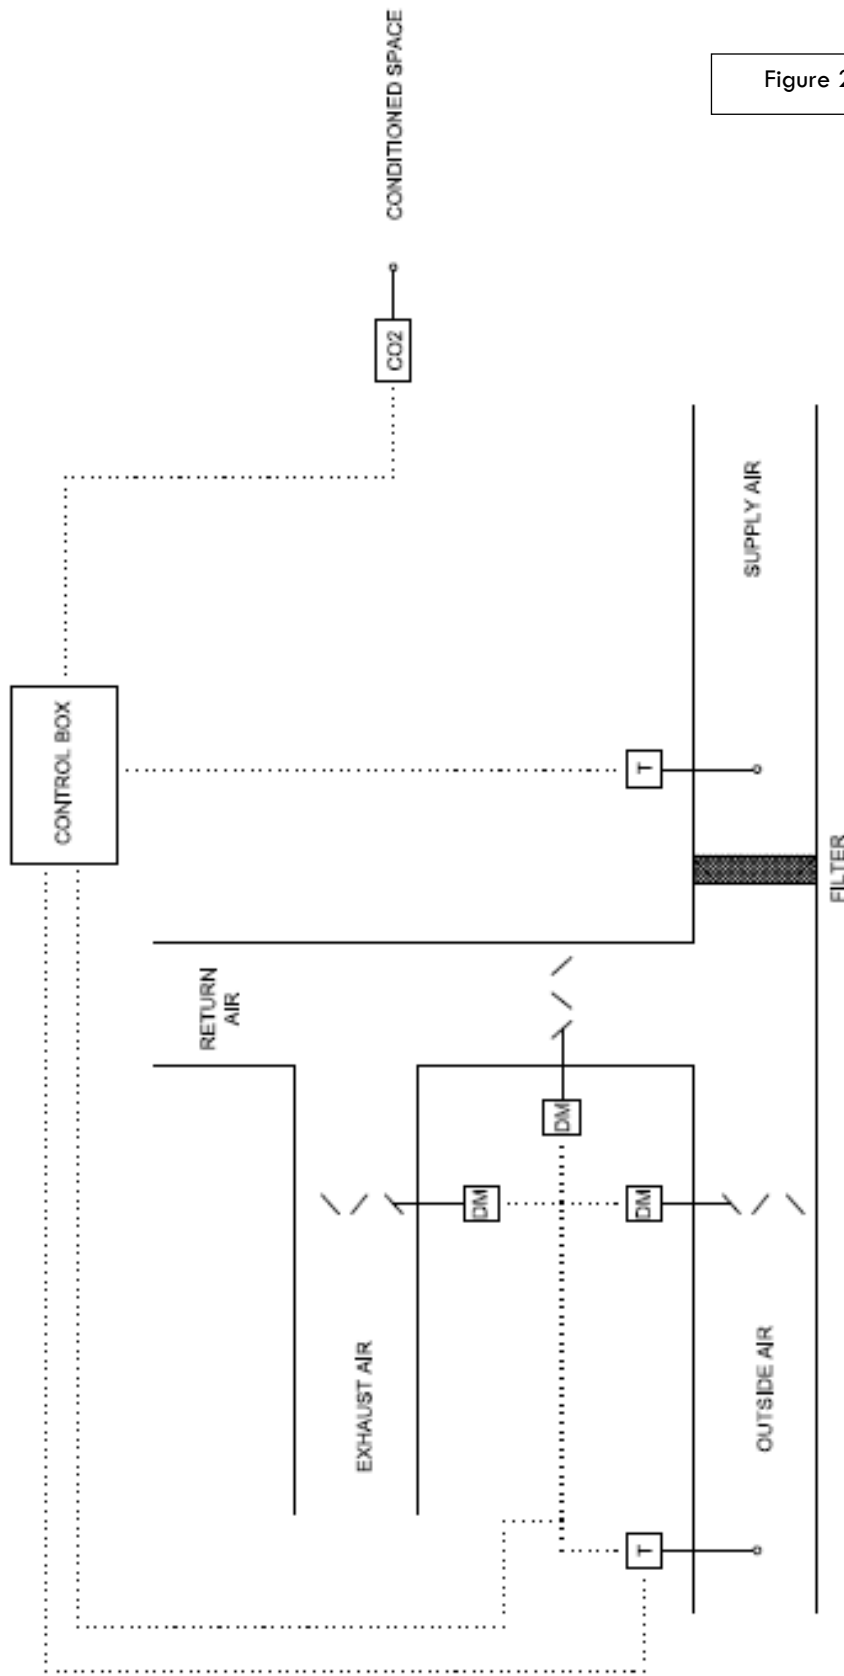 Figure 2
CONDITIONED SPACE
CO2
CONTROL BOX
SUPPLY AIR
T
FILTER
RETURN
AIR
DM
DM
DM
EXHAUST AIR
OUTSIDE AIR
T